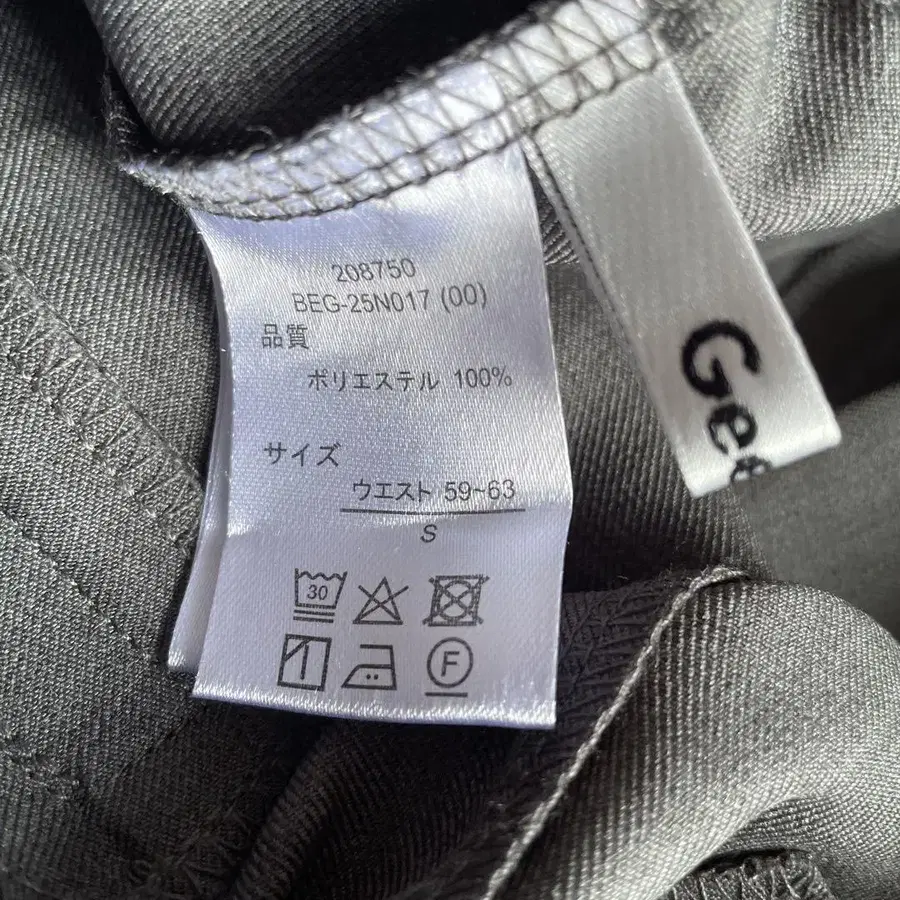 208750
BEG-25N017 (00)
品質
ポリエステル 100%
サイズ
ウエスト 59~63
S
30
F
Ge